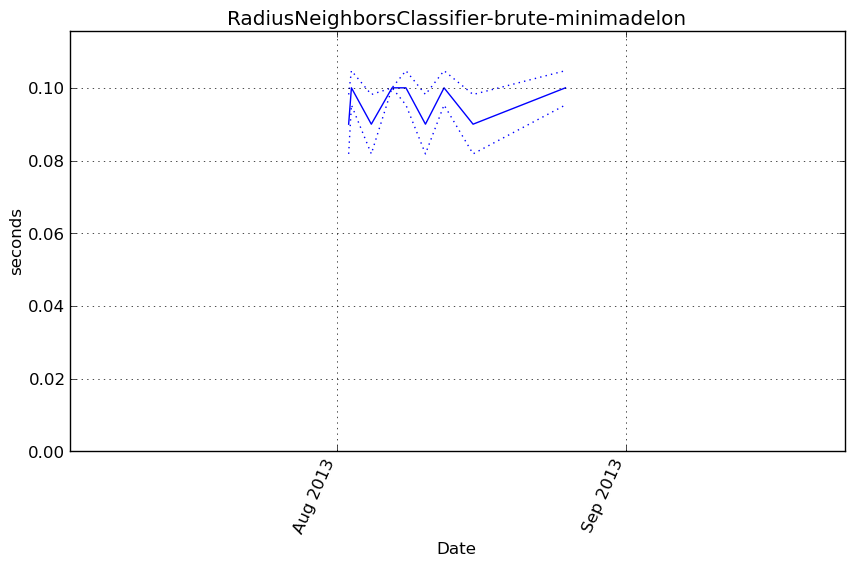 RadiusNeighborsClassifier-brute-minimadelon
0.10
0.08
0.06
0.04
0.02
0.00
seconds
Aug 2013
Sep 2013
Date